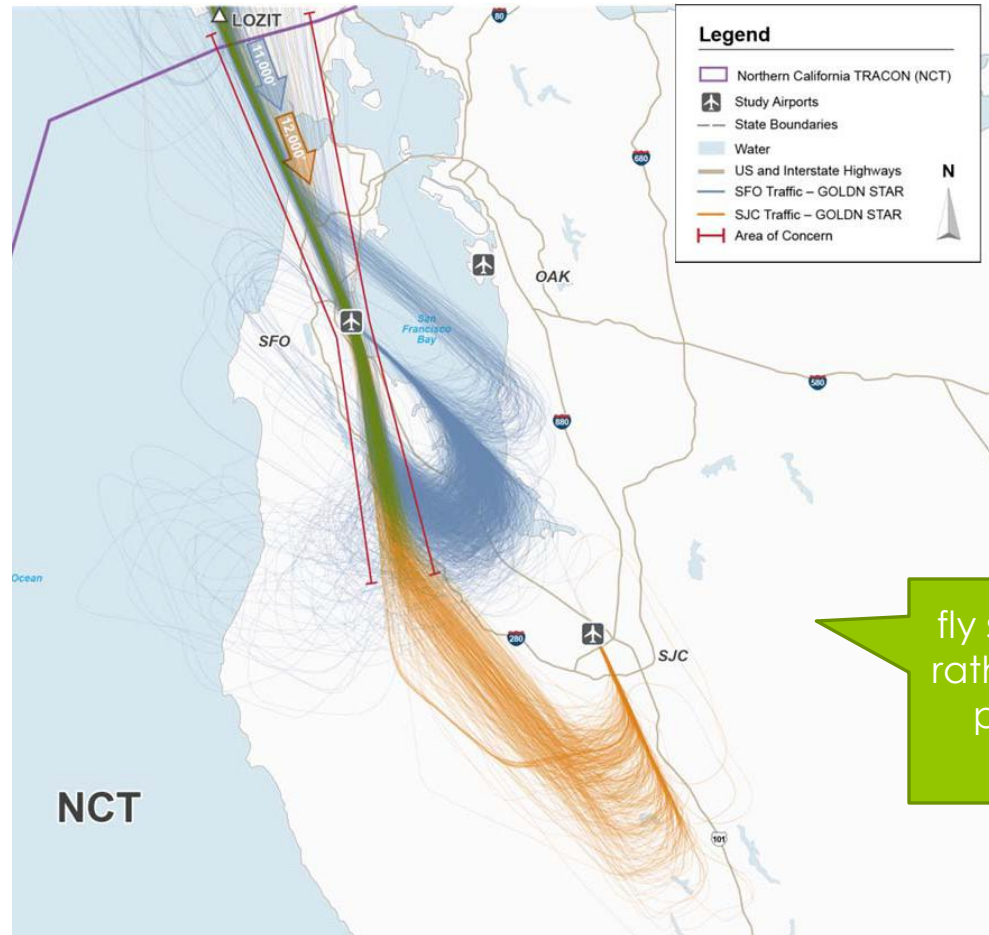 LOZIT
11,000'
12,000'
80
680
OAK
SFO
San
Francisco
Bay
880
580
Ocean
280
SJC
101
NCT
Legend
Northern California TRACON (NCT)
Study Airports
State Boundaries
Water
US and Interstate Highways
SFO Traffic – GOLDN STAR
SJC Traffic – GOLDN STAR
Area of Concern
N
fly s
rath
p